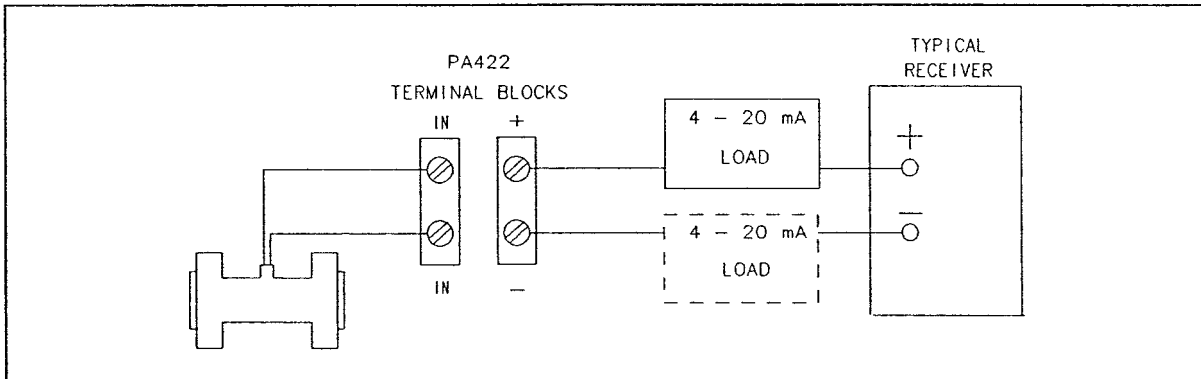 PA422
TERMINAL BLOCKS
IN +
IN −
4 – 20 mA
LOAD
4 – 20 mA
LOAD
TYPICAL
RECEIVER
+
−